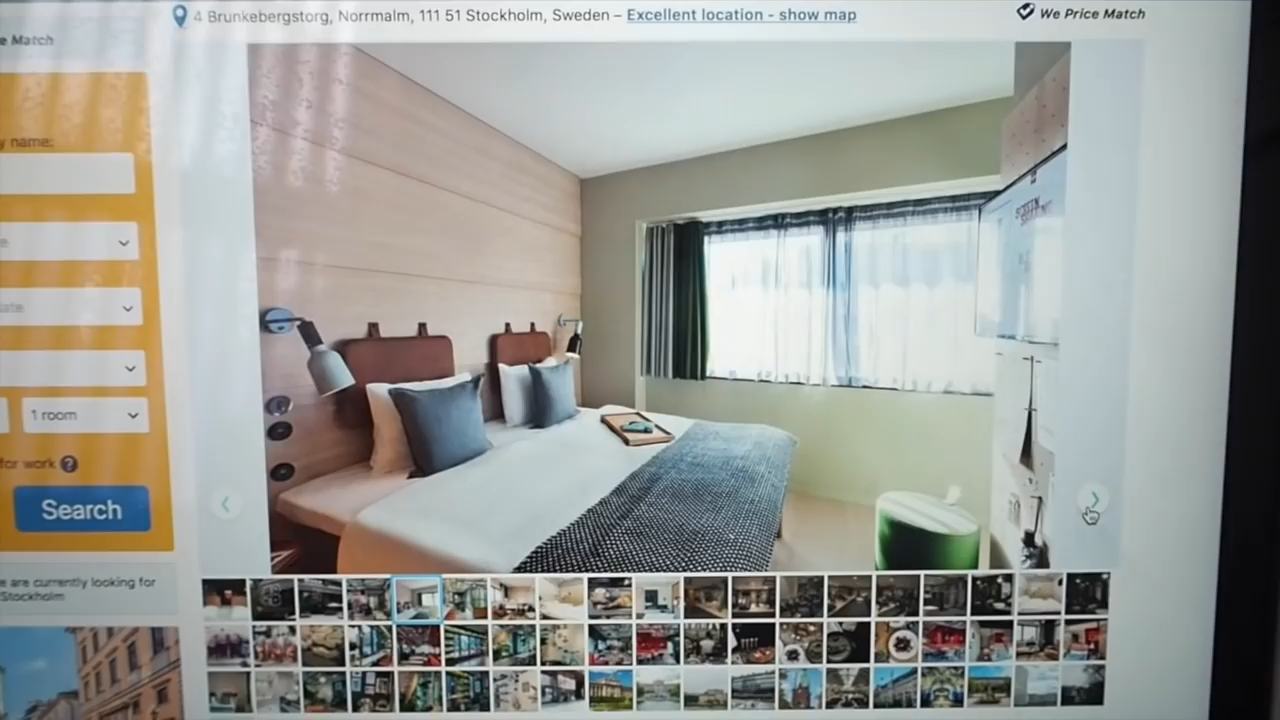 4 Brunkebergstorg, Norrmalm, 111 51 Stockholm, Sweden – Excellent location - show map
We Price Match
e Match
y name:
1 room
for work
Search
e are currently looking for
Stockholm